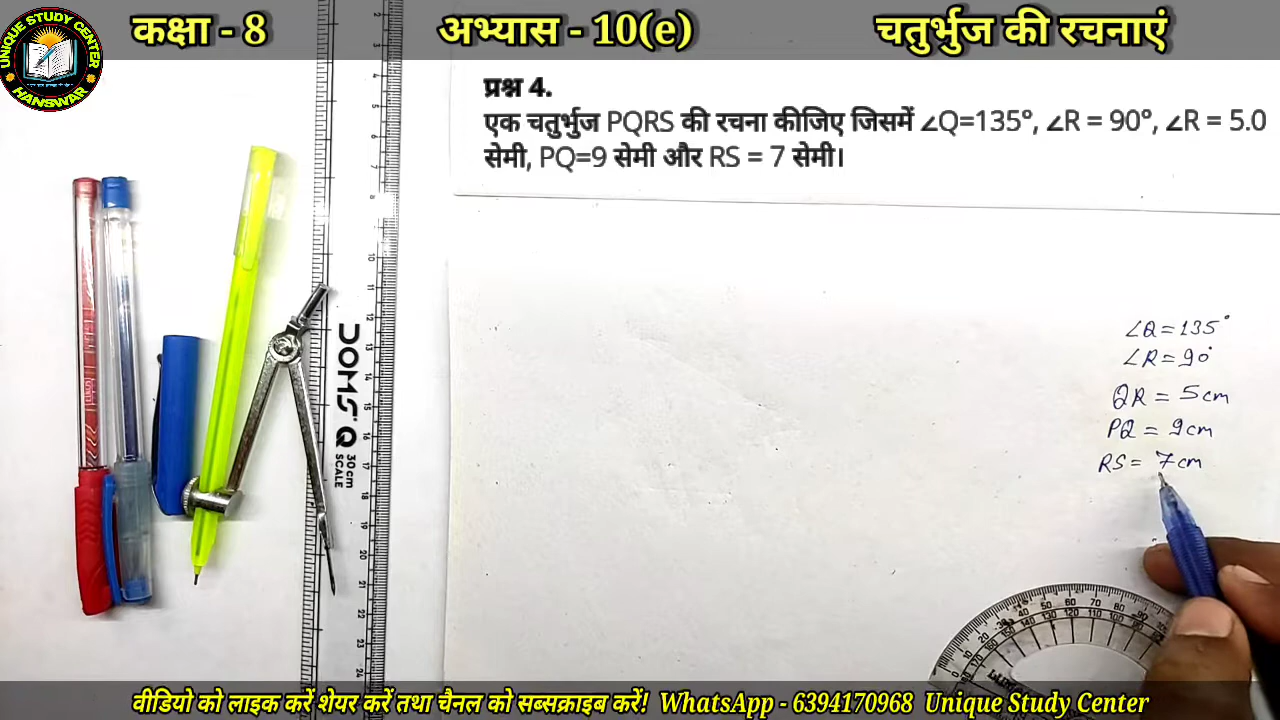 कक्षा - 8 अभ्यास - 10(e) चतुर्भुज की रचनाएं
UNIQUE STUDY CENTER
HANSWAR
प्रश्न 4.
एक चतुर्भुज PQRS की रचना कीजिए जिसमें ∠Q=135°, ∠R = 90°, ∠R = 5.0
सेमी, PQ=9 सेमी और RS = 7 सेमी।
∠Q = 135°
∠R = 90°
QR = 5cm
PQ = 9cm
RS = 7cm
DOMS
30 cm
SCALE
वीडियो को लाइक करें शेयर करें तथा चैनल को सब्सक्राइब करें! WhatsApp - 6394170968 Unique Study Center